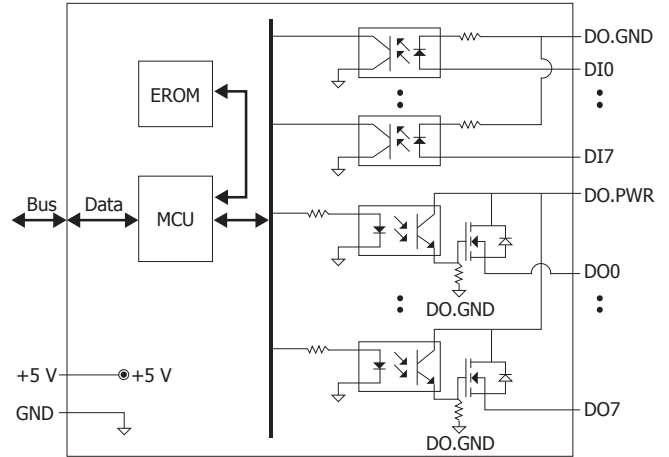 DO.GND
DI0
EROM
DI7
Bus
Data
MCU
DO.PWR
DO0
DO.GND
+5 V
+5 V
GND
DO7
DO.GND